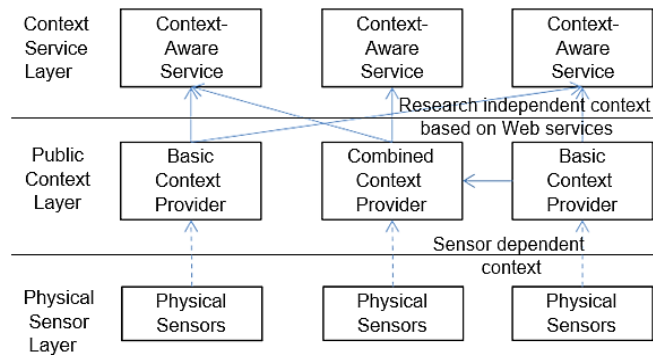 Context
Service
Layer
Context-
Aware
Service
Context-
Aware
Service
Context-
Aware
Service
Research independent context
based on Web services
Public
Context
Layer
Basic
Context
Provider
Combined
Context
Provider
Basic
Context
Provider
Sensor dependent
context
Physical
Sensor
Layer
Physical
Sensors
Physical
Sensors
Physical
Sensors